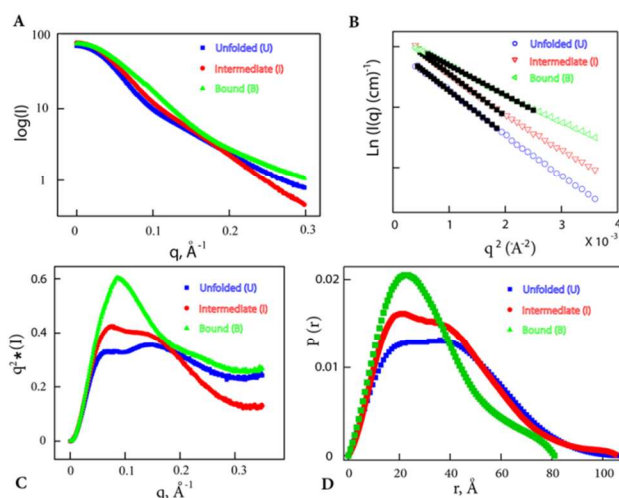 A
100
10
1
log(I)
Unfolded (U)
Intermediate (I)
Bound (B)
0.0
0.1
0.2
0.3
q, Å-1
B
Ln (I(q) (cm)-1
Unfolded (U)
Intermediate (I)
Bound (B)
0
1
2
3
4
X 10 -3
q 2 (Å-2)
0.6
0.4
0.2
0
q2*(I)
Unfolded (U)
Intermediate (I)
Bound (B)
0
0.1
0.2
0.3
C
q, Å-1
0.02
0.01
0
P (r)
Unfolded (U)
Intermediate (I)
Bound (B)
0
20
40
60
80
100
r, Å
D